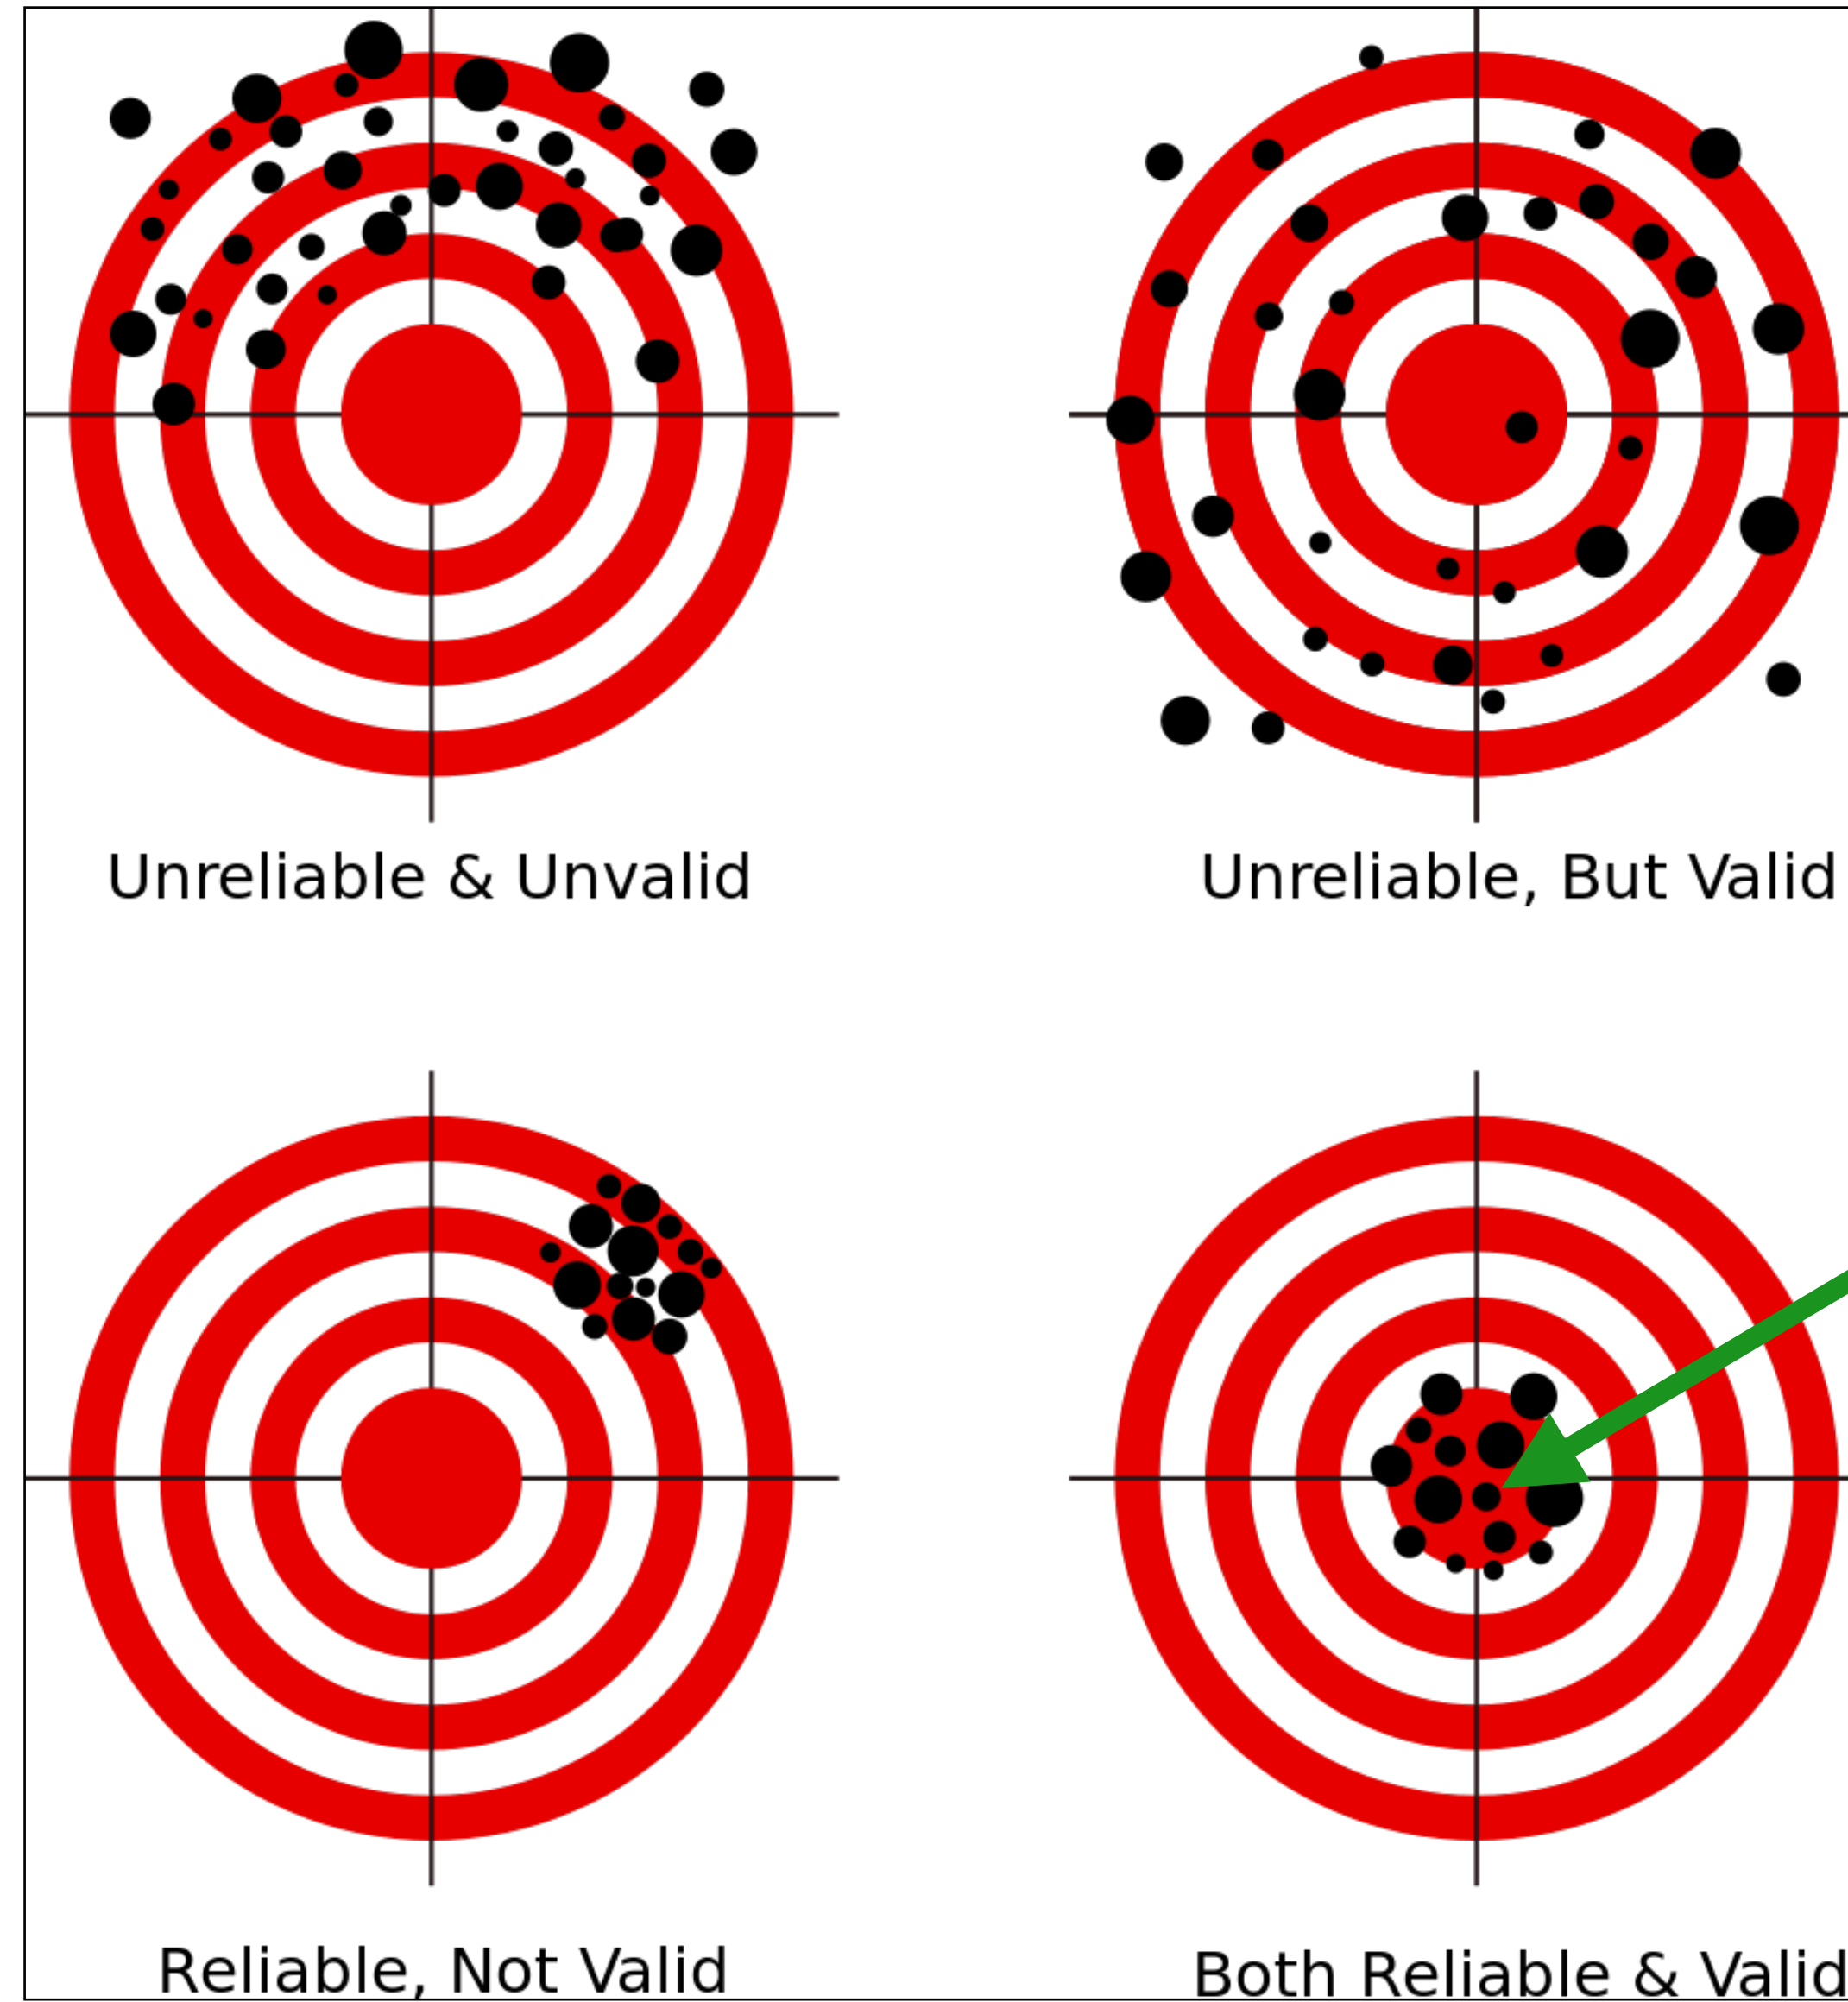 Unreliable & Unvalid
Unreliable, But Valid
Reliable, Not Valid
Both Reliable & Valid